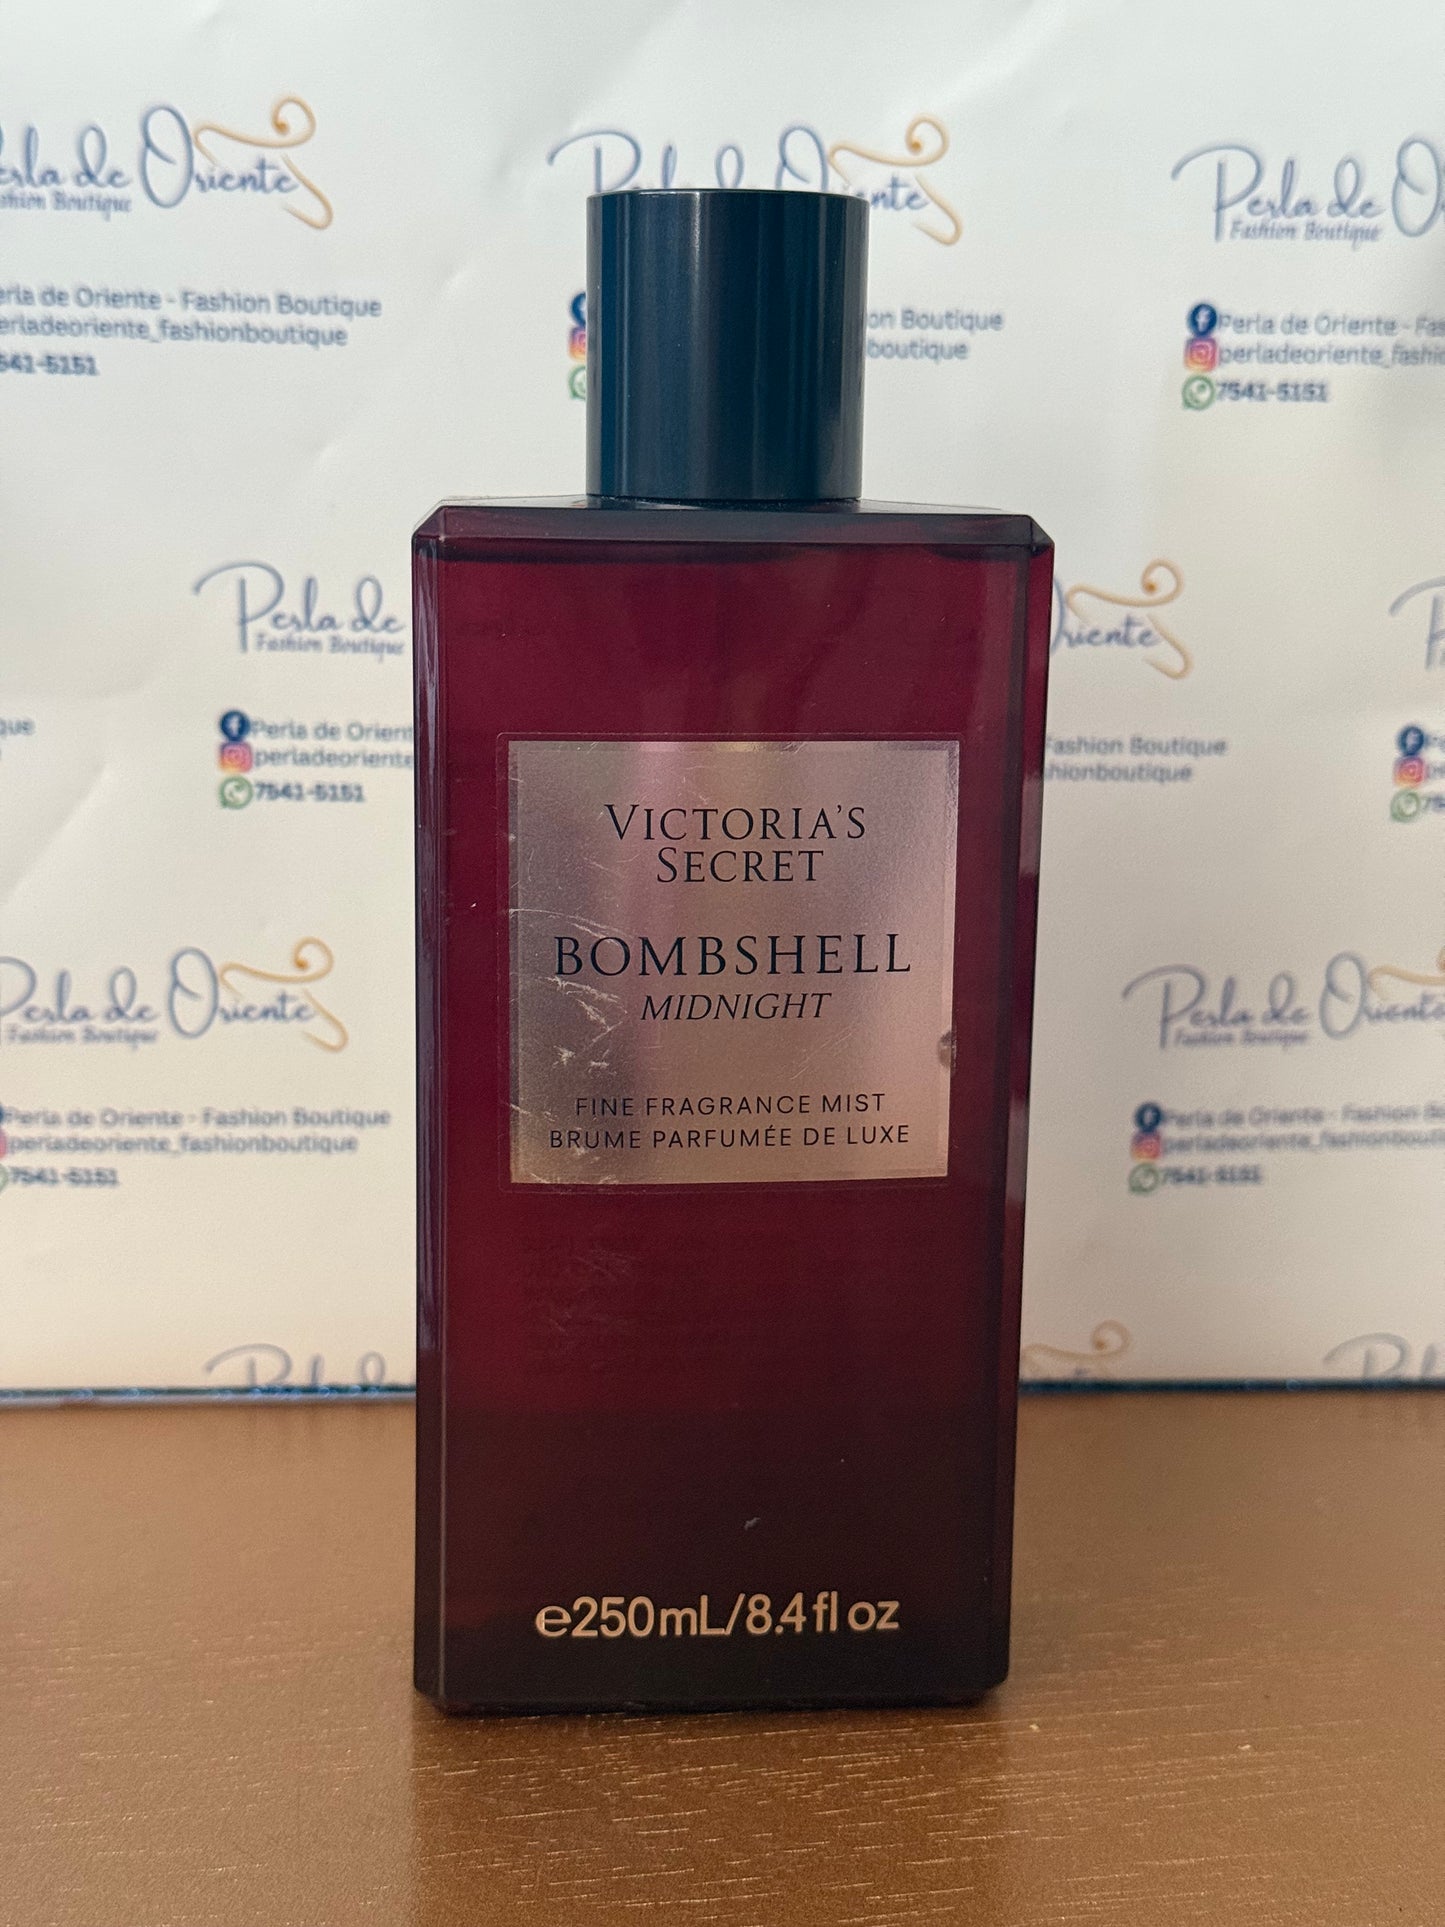 Perla de Oriente
Fashion Boutique
Perla de Oriente - Fashion Boutique
perladeoriente_fashionboutique
7541-5151
VICTORIA'S
SECRET
BOMBSHELL
MIDNIGHT
FINE FRAGRANCE MIST
BRUME PARFUMÉE DE LUXE
e250mL/8.4 fl oz